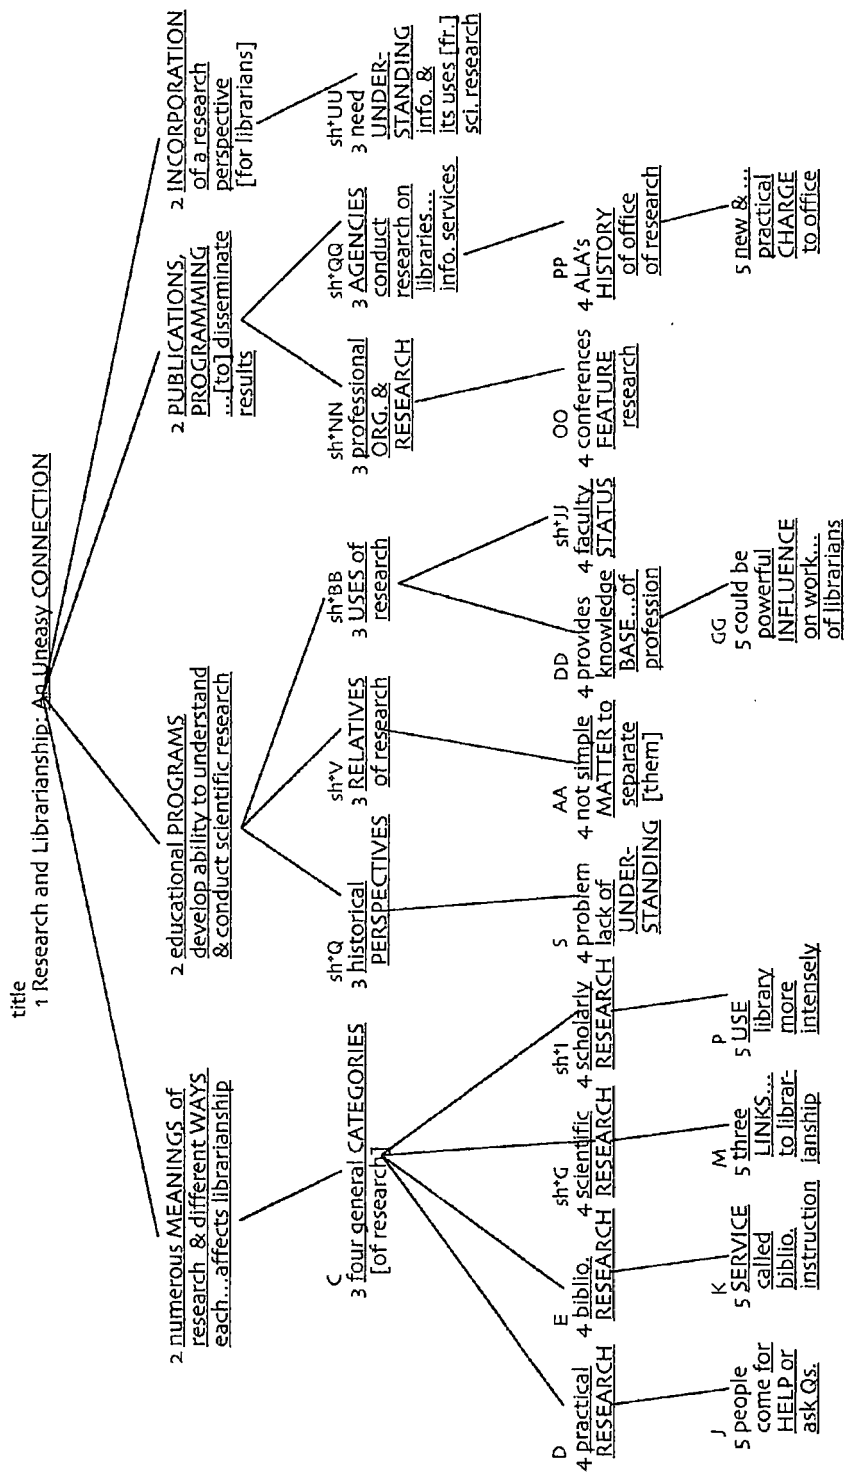 title
1 Research and Librarianship: An Uneasy CONNECTION
2 numerous MEANINGS of
research & different WAYS
each...affects librarianship
2 educational PROGRAMS
develop ability to understand
& conduct scientific research
2 PUBLICATIONS,
PROGRAMMING
...[to] disseminate
results
2 INCORPORATION
of a research
perspective
[for librarians]
C
3 four general CATEGORIES
[of research]
sh*Q
3 historical
PERSPECTIVES
sh*V
3 RELATIVES
of research
sh*BB
3 USES of
research
sh*NN
3 professional
ORG. &
RESEARCH
sh*QQ
3 AGENCIES
conduct
research on
libraries...
info. services
sh*UU
3 need
UNDER-
STANDING
info. &
its uses [fr.]
sci. research
D
4 practical
RESEARCH
E
4 biblio.
RESEARCH
sh*G
4 scientific
RESEARCH
sh*I
4 scholarly
RESEARCH
S
4 problem
lack of
UNDER-
STANDING
AA
4 not simple
MATTER to
separate
[them]
DD
4 provides
knowledge
BASE...of
profession
sh*JJ
4 faculty
STATUS
OO
4 conferences
FEATURE
research
PP
4 ALA's
HISTORY
of office
of research
J
5 people
come for
HELP or
ask Qs.
K
5 SERVICE
called
biblio.
instruction
M
5 three
LINKS...
to librar-
ianship
P
5 USE
library
more
intensely
GG
5 could be
powerful
INFLUENCE
on work...
of librarians
5 new & ...
practical
CHARGE
to office